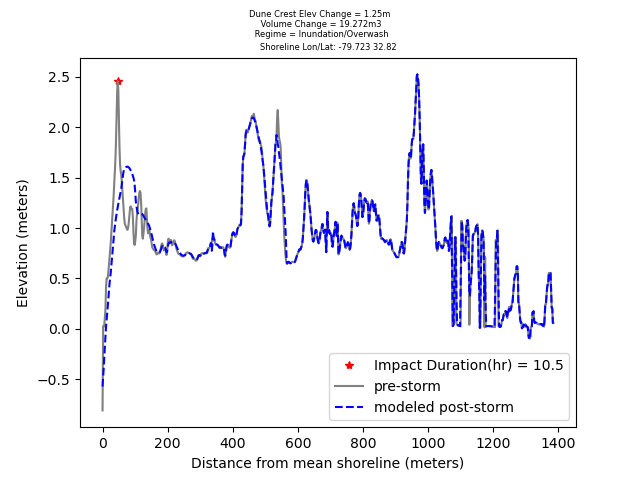 Dune Crest Elev Change = 1.25m
Volume Change = 19.272m3
Regime = Inundation/Overwash
Shoreline Lon/Lat: -79.723 32.82
2.5
2.0
1.5
1.0
0.5
0.0
−0.5
Elevation (meters)
Impact Duration(hr) = 10.5
pre-storm
modeled post-storm
0 200 400 600 800 1000 1200 1400
Distance from mean shoreline (meters)